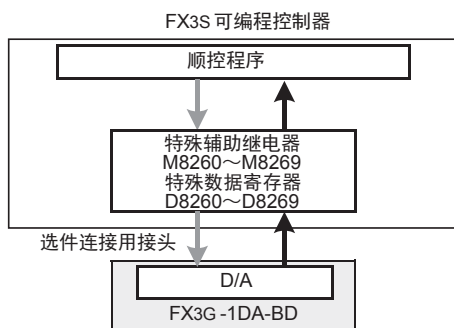 FX3S 可编程控制器
顺控程序
特殊辅助继电器
M8260～M8269
特殊数据寄存器
D8260～D8269
选件连接用接头
D/A
FX3G -1DA-BD